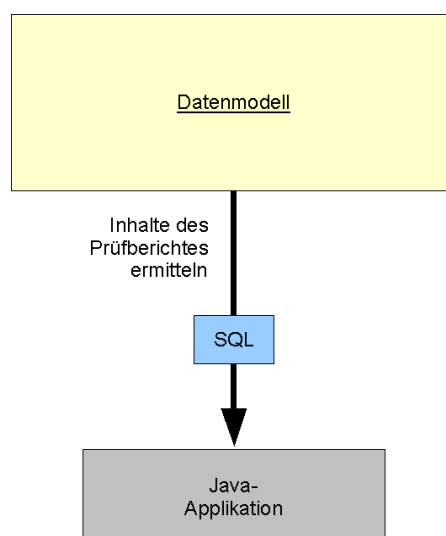 Datenmodell
Inhalte des
Prüfberichtes
ermitteln
SQL
Java-
Applikation